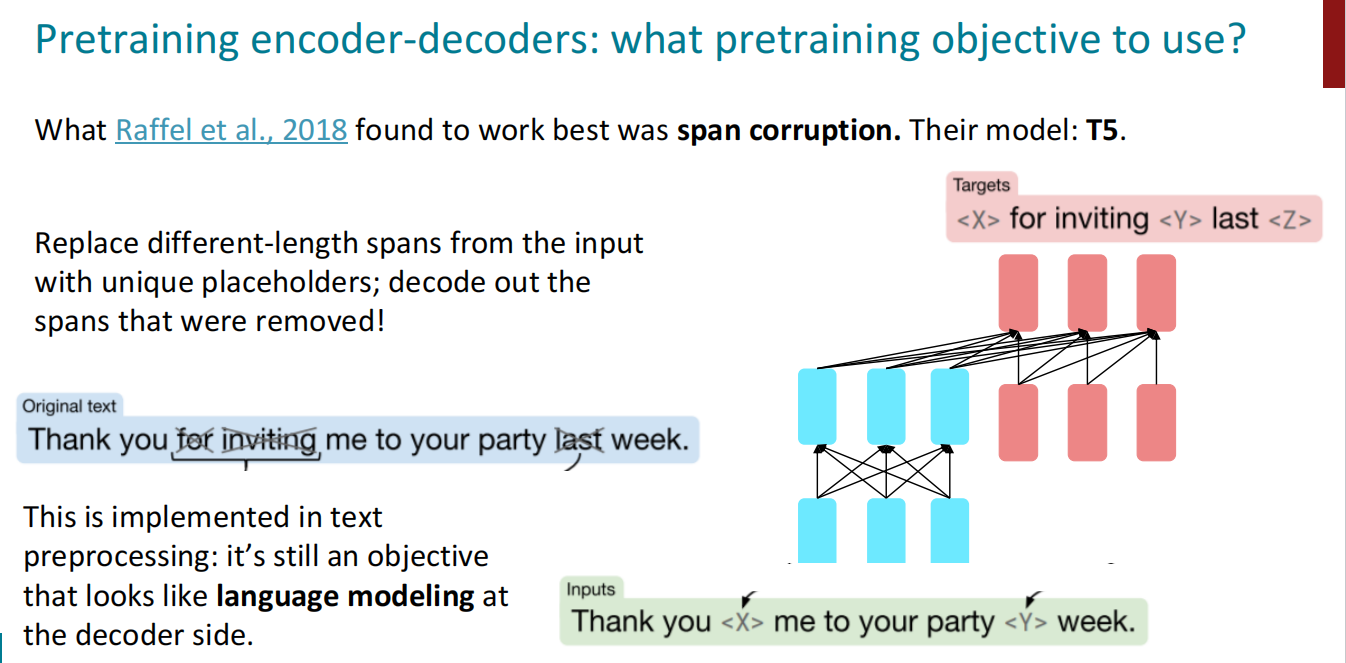 Pretraining encoder-decoders: what pretraining objective to use?
What Raffel et al., 2018 found to work best was span corruption. Their model: T5.
Targets
<X> for inviting <Y> last <Z>
Replace different-length spans from the input
with unique placeholders; decode out the
spans that were removed!
Original text
Thank you for inviting me to your party last week.
This is implemented in text
preprocessing: it's still an objective
that looks like language modeling at
the decoder side.
Inputs
Thank you <X> me to your party <Y> week.